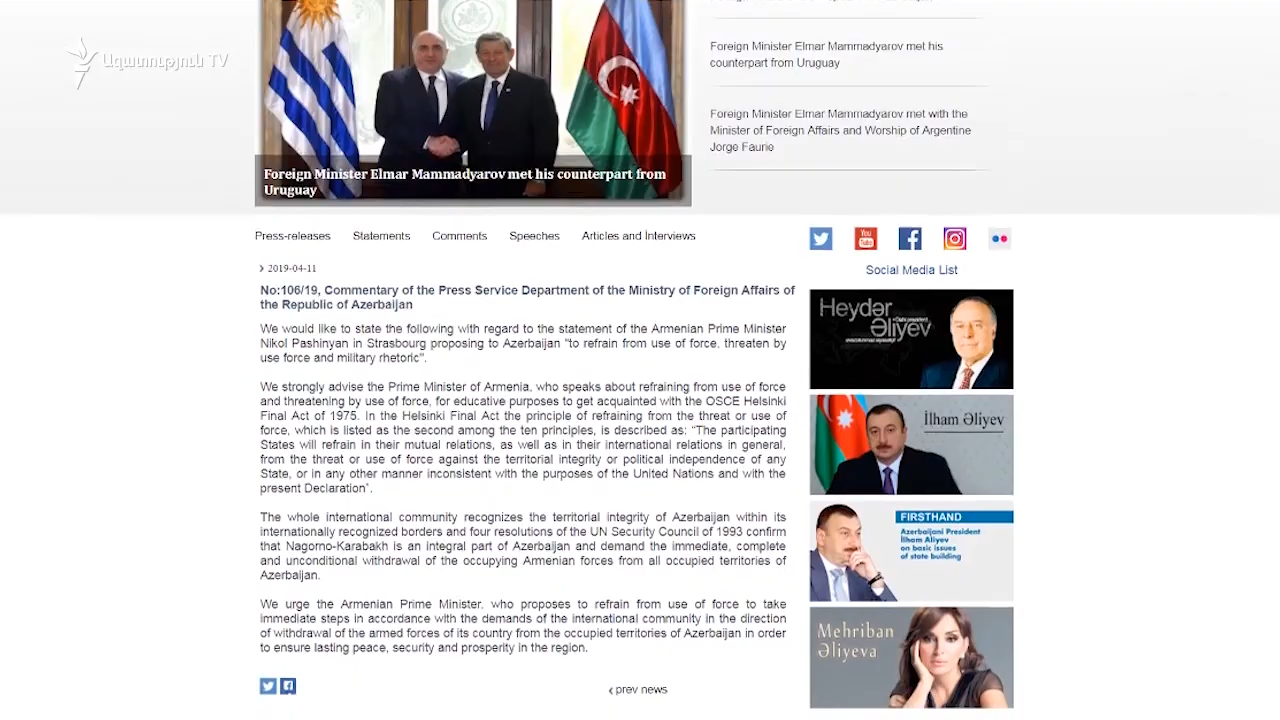 Ազատություն TV
Foreign Minister Elmar Mammadyarov met his counterpart from
Uruguay
Foreign Minister Elmar Mammadyarov met his
counterpart from Uruguay
Foreign Minister Elmar Mammadyarov met with the
Minister of Foreign Affairs and Worship of Argentine
Jorge Faurie
Press-releases Statements Comments Speeches Articles and Interviews
2019-04-11
No:106/19, Commentary of the Press Service Department of the Ministry of Foreign Affairs of
the Republic of Azerbaijan
We would like to state the following with regard to the statement of the Armenian Prime Minister
Nikol Pashinyan in Strasbourg proposing to Azerbaijan "to refrain from use of force, threaten by
use force and military rhetoric".
We strongly advise the Prime Minister of Armenia, who speaks about refraining from use of force
and threatening by use of force, for educative purposes to get acquainted with the OSCE Helsinki
Final Act of 1975. In the Helsinki Final Act the principle of refraining from the threat or use of
force, which is listed as the second among the ten principles, is described as: “The participating
States will refrain in their mutual relations, as well as in their international relations in general,
from the threat or use of force against the territorial integrity or political independence of any
State, or in any other manner inconsistent with the purposes of the United Nations and with the
present Declaration”.
The whole international community recognizes the territorial integrity of Azerbaijan within its
internationally recognized borders and four resolutions of the UN Security Council of 1993 confirm
that Nagorno-Karabakh is an integral part of Azerbaijan and demand the immediate, complete
and unconditional withdrawal of the occupying Armenian forces from all occupied territories of
Azerbaijan.
We urge the Armenian Prime Minister, who proposes to refrain from use of force to take
immediate steps in accordance with the demands of the international community in the direction
of withdrawal of the armed forces of its country from the occupied territories of Azerbaijan in order
to ensure lasting peace, security and prosperity in the region.
prev news
You
Tube
Social Media List
Heydər
Əliyev
İlham Əliyev
FIRSTHAND
Azerbaijani President
Ilham Aliyev
on basic issues
of state building
Mehriban
Əliyeva